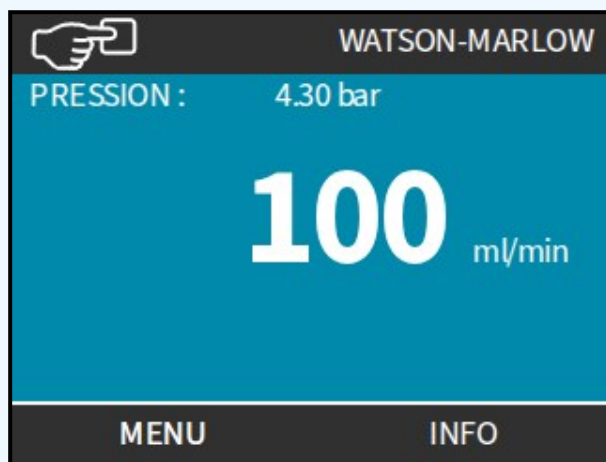 WATSON-MARLOW
PRESSION : 4.30 bar
100 ml/min
MENU INFO